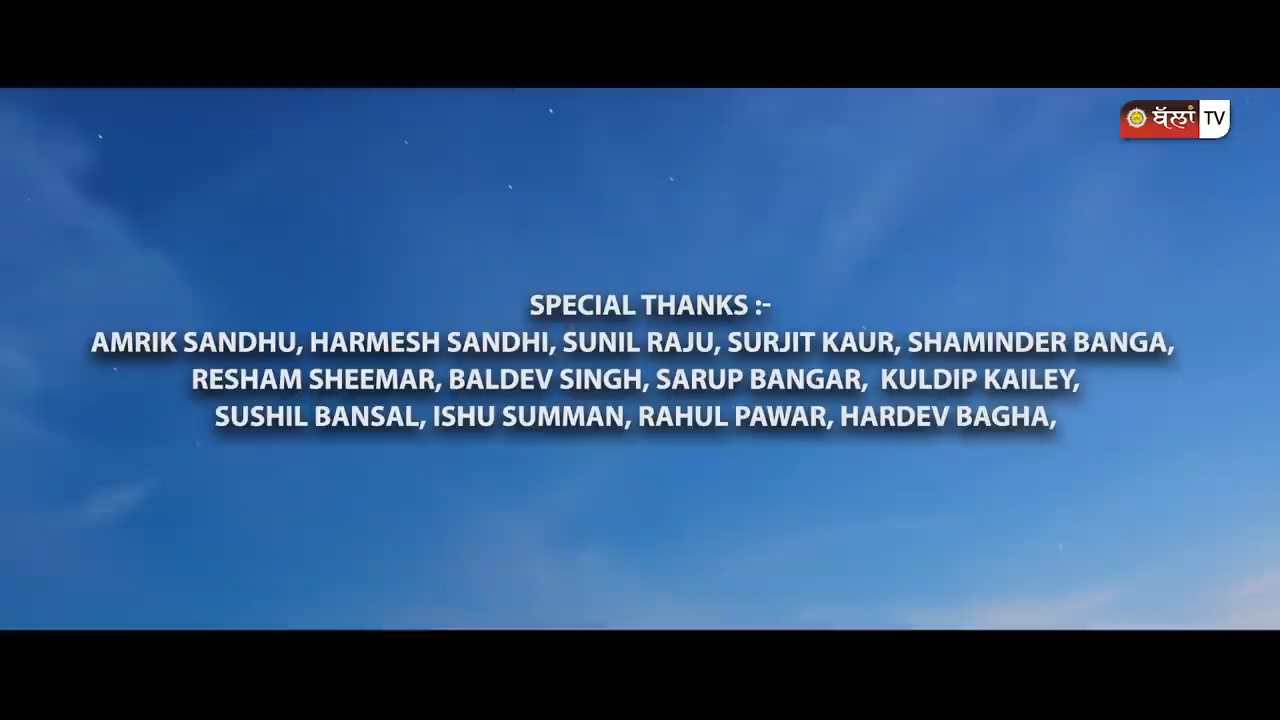 ਬੱਲਾਂ TV
SPECIAL THANKS :-
AMRIK SANDHU, HARMESH SANDHI, SUNIL RAJU, SURJIT KAUR, SHAMINDER BANGA,
RESHAM SHEEMAR, BALDEV SINGH, SARUP BANGAR,  KULDIP KAILEY,
SUSHIL BANSAL, ISHU SUMMAN, RAHUL PAWAR, HARDEV BAGHA,